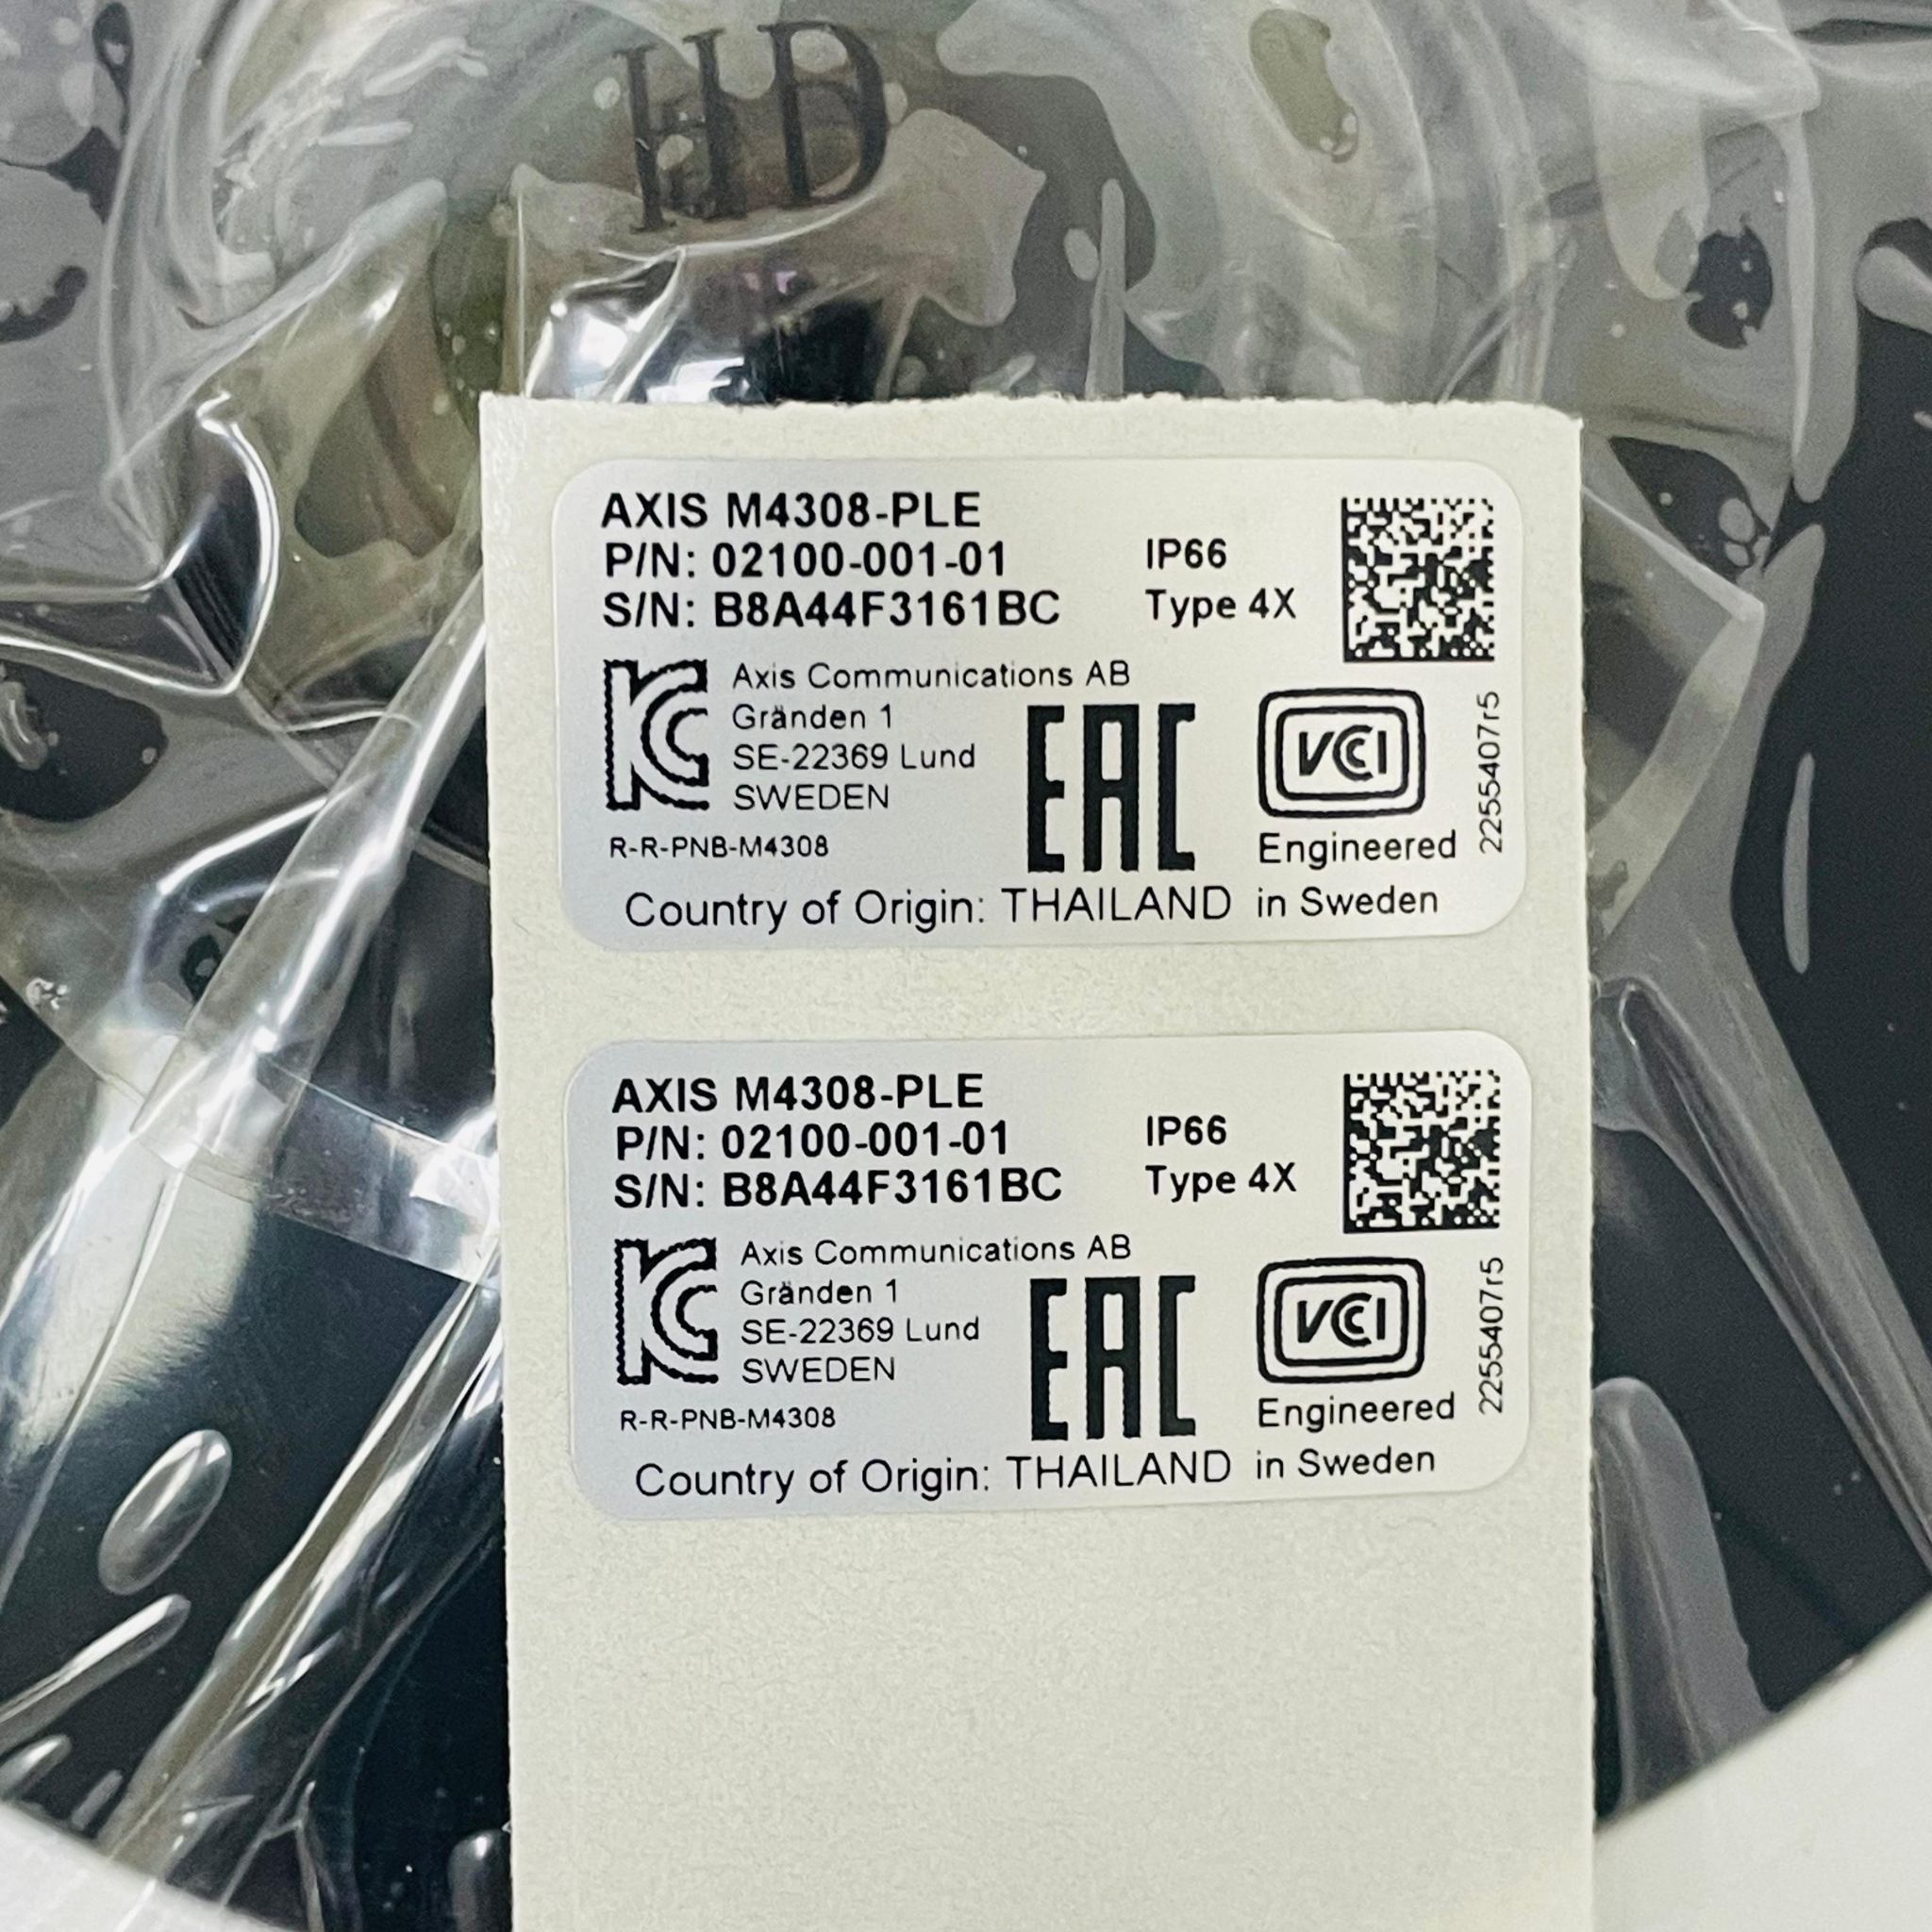 HD
AXIS M4308-PLE
P/N: 02100-001-01
S/N: B8A44F3161BC
IP66
Type 4X
KC
Axis Communications AB
Gränden 1
SE-22369 Lund
SWEDEN
R-R-PNB-M4308
EAC
VCCI
2255407r5
Engineered
in Sweden
Country of Origin: THAILAND
AXIS M4308-PLE
P/N: 02100-001-01
S/N: B8A44F3161BC
IP66
Type 4X
KC
Axis Communications AB
Gränden 1
SE-22369 Lund
SWEDEN
R-R-PNB-M4308
EAC
VCCI
2255407r5
Engineered
in Sweden
Country of Origin: THAILAND